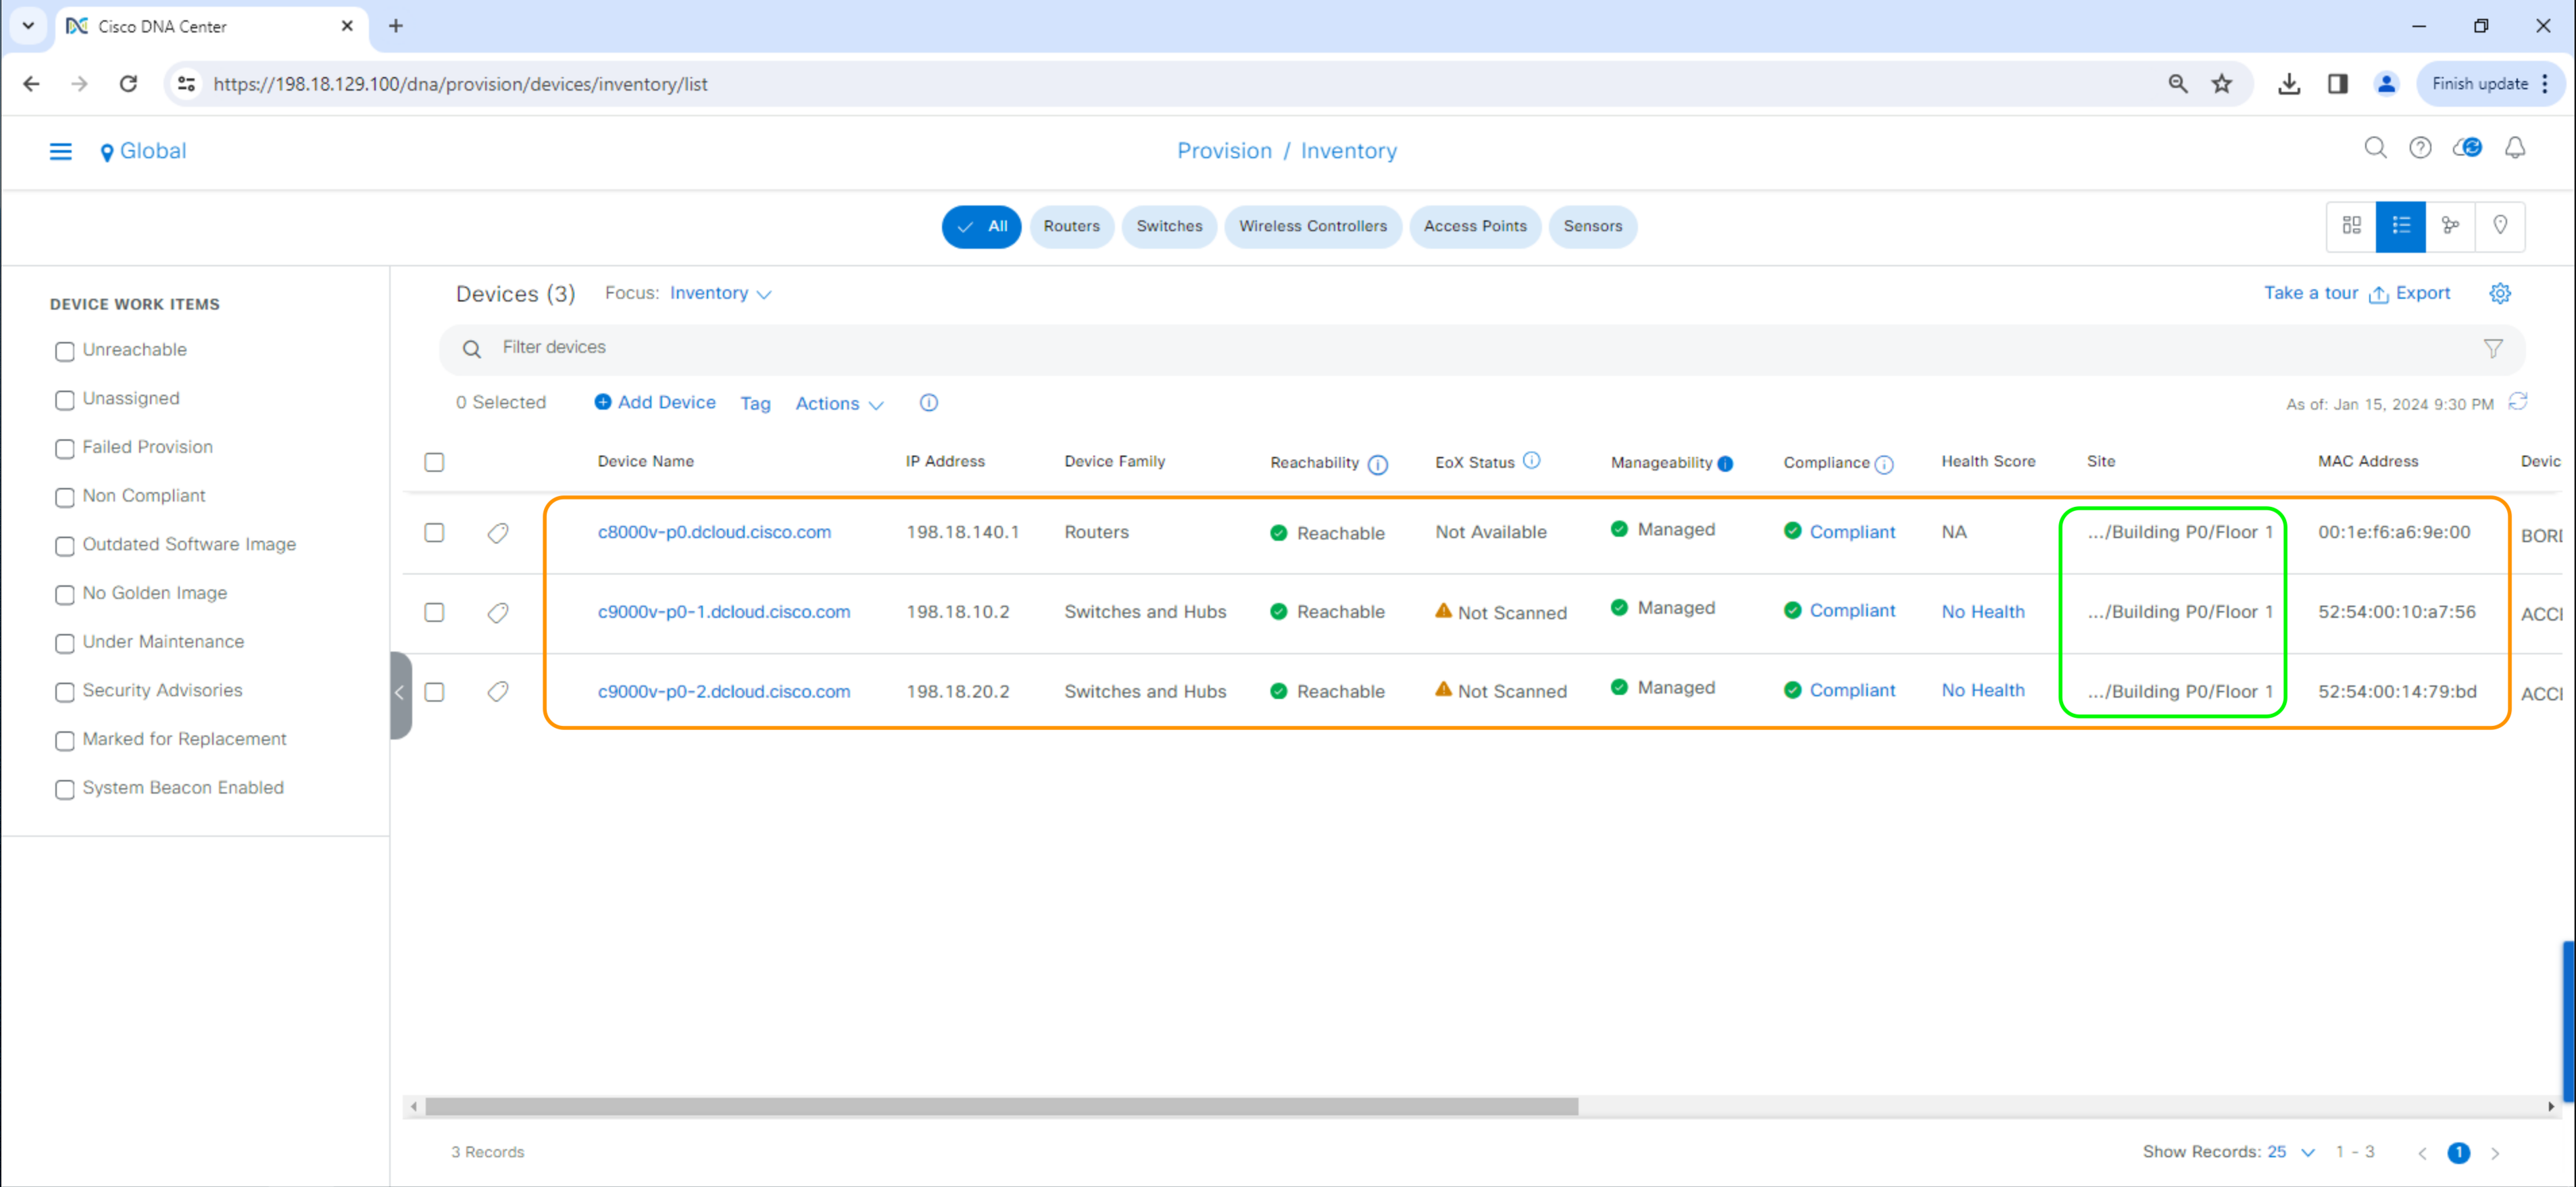 Cisco DNA Center
https://198.18.129.100/dna/provision/devices/inventory/list
Finish update
Global
Provision / Inventory
All Routers Switches Wireless Controllers Access Points Sensors
DEVICE WORK ITEMS
Unreachable
Unassigned
Failed Provision
Non Compliant
Outdated Software Image
No Golden Image
Under Maintenance
Security Advisories
Marked for Replacement
System Beacon Enabled
Devices (3) Focus: Inventory Take a tour Export
Filter devices
0 Selected Add Device Tag Actions As of: Jan 15, 2024 9:30 PM
Device Name IP Address Device Family Reachability EoX Status Manageability Compliance Health Score Site MAC Address Devic
c8000v-p0.dcloud.cisco.com 198.18.140.1 Routers Reachable Not Available Managed Compliant NA .../Building P0/Floor 1 00:1e:f6:a6:9e:00 BORD
c9000v-p0-1.dcloud.cisco.com 198.18.10.2 Switches and Hubs Reachable Not Scanned Managed Compliant No Health .../Building P0/Floor 1 52:54:00:10:a7:56 ACCI
c9000v-p0-2.dcloud.cisco.com 198.18.20.2 Switches and Hubs Reachable Not Scanned Managed Compliant No Health .../Building P0/Floor 1 52:54:00:14:79:bd ACCI
3 Records Show Records: 25 1 - 3 1